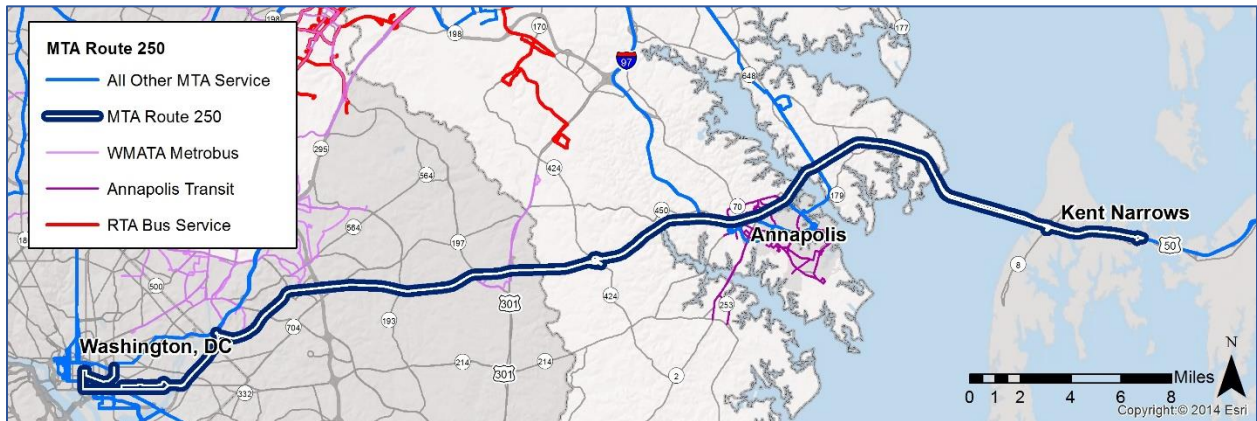 MTA Route 250
All Other MTA Service
MTA Route 250
WMATA Metrobus
Annapolis Transit
RTA Bus Service
198
198
170
177
97
648
295
424
564
450
70
179
Annapolis
Kent Narrows
50
197
564
500
8
301
424
253
704
193
Washington, DC
214
214
301
332
2
N
0 1 2 4 6 8 Miles
Copyright:© 2014 Esri